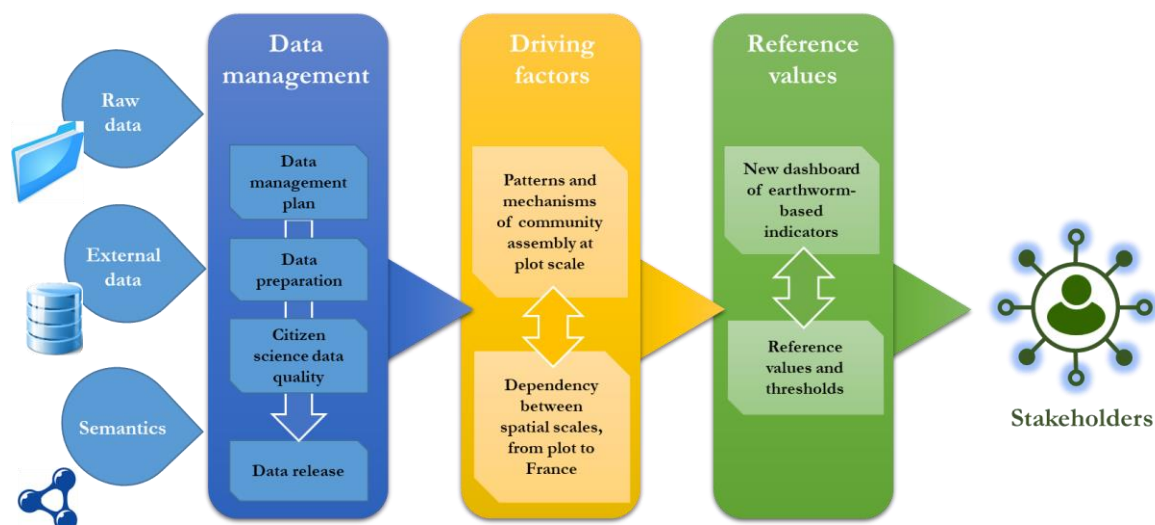 Raw
data
External
data
Semantics
Data
management
Data
management
plan
Data
preparation
Citizen
science data
quality
Data release
Driving
factors
Patterns and
mechanisms
of community
assembly at
plot scale
Dependency
between
spatial scales,
from plot to
France
Reference
values
New dashboard
of earthworm-
based
indicators
Reference
values and
thresholds
Stakeholders